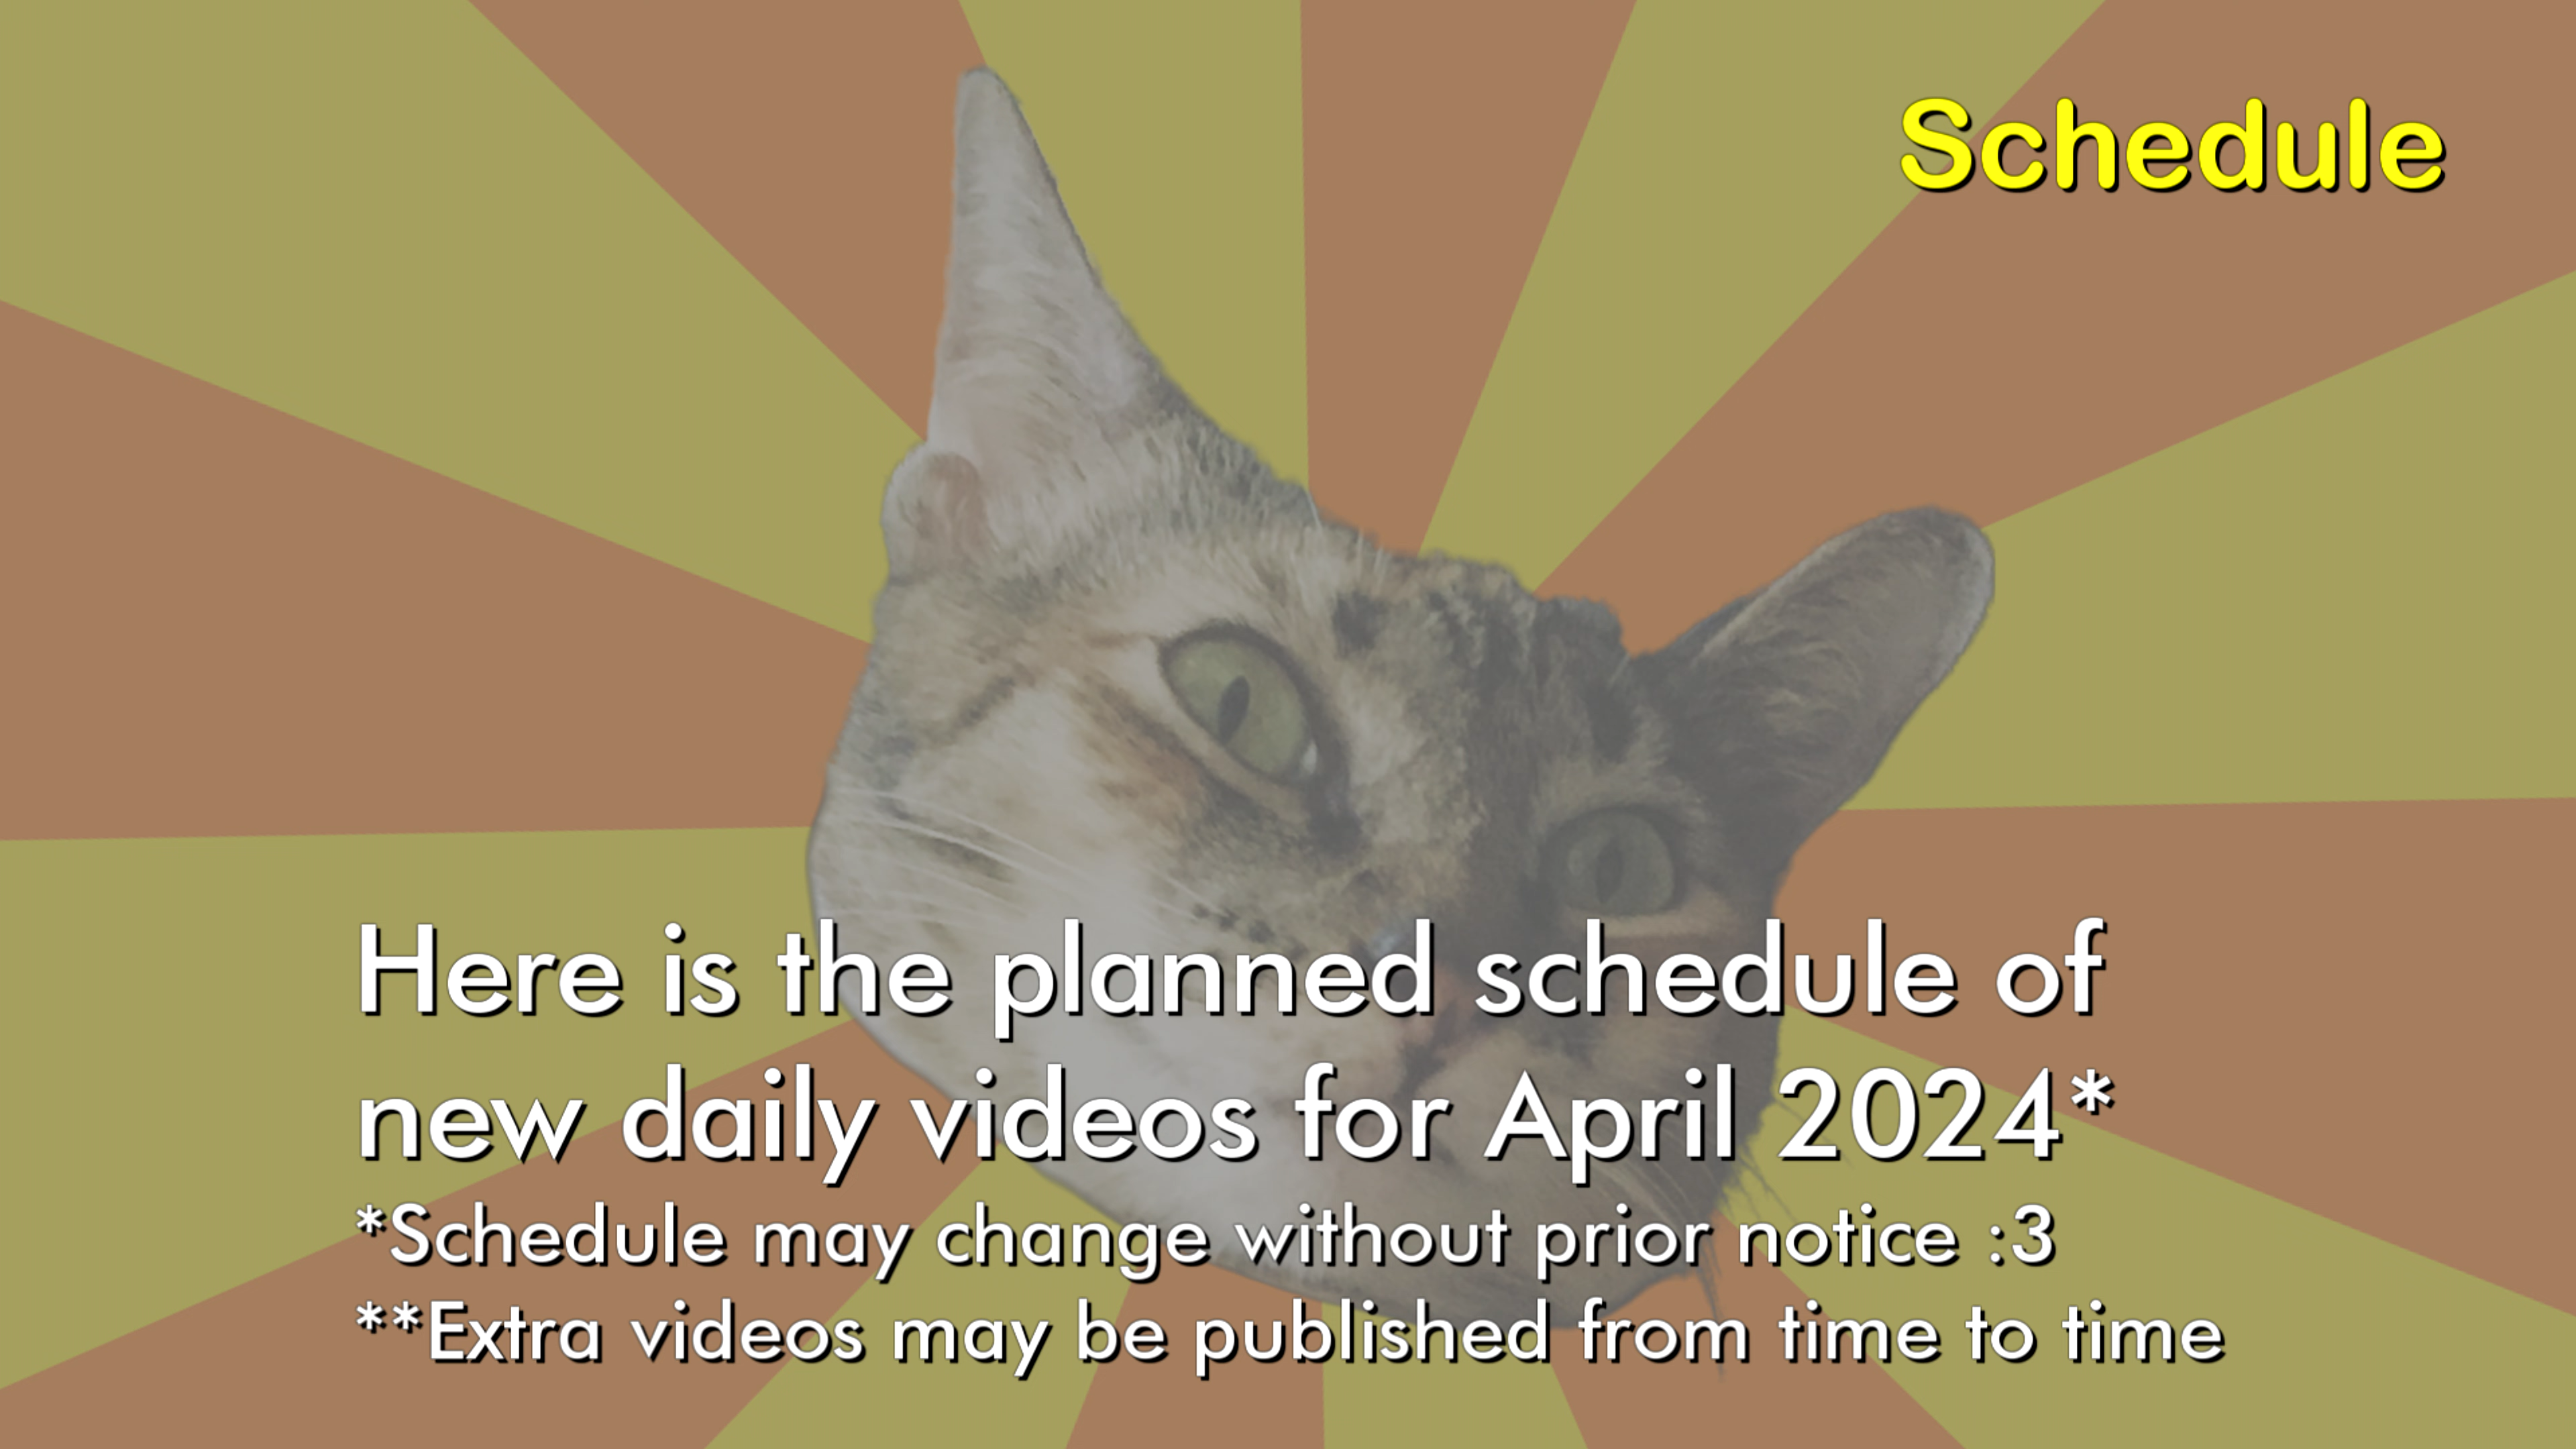 Schedule
Here is the planned schedule of
new daily videos for April 2024*
*Schedule may change without prior notice :3
**Extra videos may be published from time to time